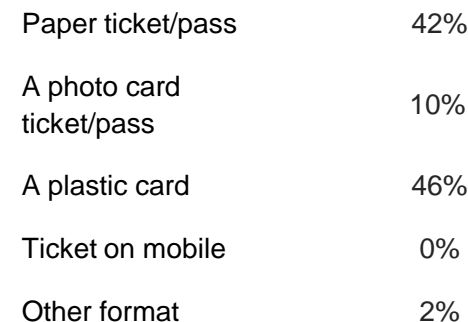 Paper ticket/pass 42%
A photo card
ticket/pass 10%
A plastic card 46%
Ticket on mobile 0%
Other format 2%